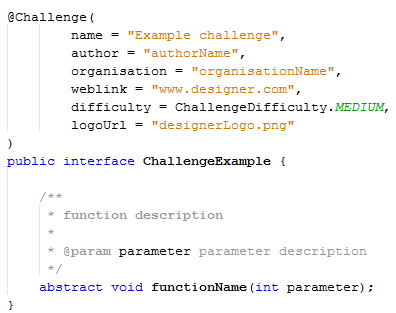 @Challenge(
        name = "Example challenge",
        author = "authorName",
        organisation = "organisationName",
        weblink = "www.designer.com",
        difficulty = ChallengeDifficulty.MEDIUM,
        logoUrl = "designerLogo.png"
)
public interface ChallengeExample {

    /**
     * function description
     *
     * @param parameter parameter description
     */
    abstract void functionName(int parameter);
}